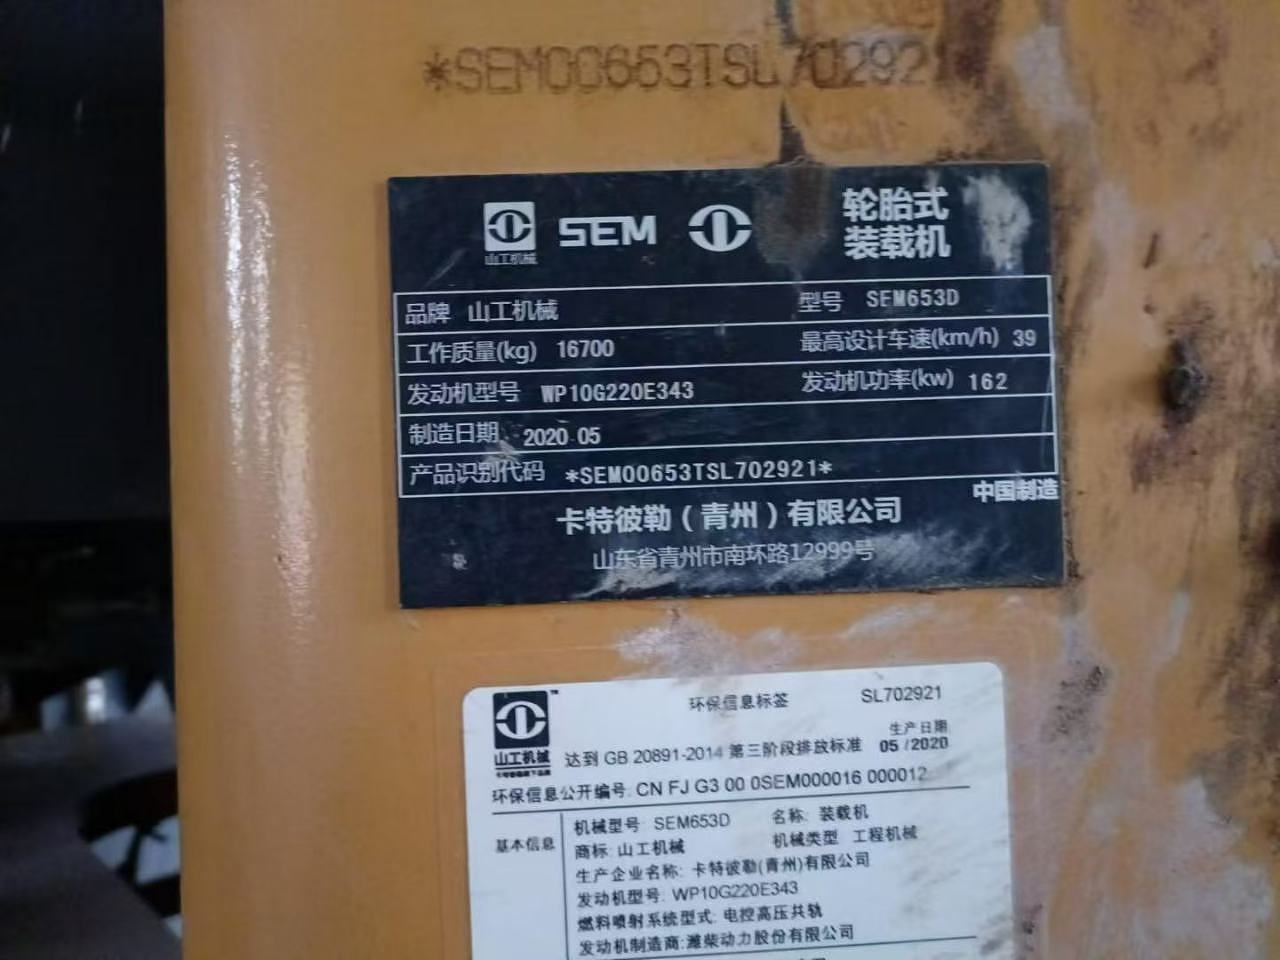 *SEM00653TSL70292
山工机械 SEM 轮胎式
装载机
品牌 山工机械 型号 SEM653D
工作质量(kg) 16700 最高设计车速(km/h) 39
发动机型号 WP10G220E343 发动机功率(kw) 162
制造日期 2020 05
产品识别代码 *SEM00653TSL702921*
中国制造
卡特彼勒（青州）有限公司
山东省青州市南环路12999号
环保信息标签 SL702921
山工机械
达到 GB 20891-2014 第三阶段排放标准
生产日期
05 /2020
环保信息公开编号: CN FJ G3 00 0SEM000016 000012
基本信息
机械型号: SEM653D 名称: 装载机
商标: 山工机械 机械类型 工程机械
生产企业名称: 卡特彼勒(青州)有限公司
发动机型号: WP10G220E343
燃料喷射系统型式: 电控高压共轨
发动机制造商:潍柴动力股份有限公司